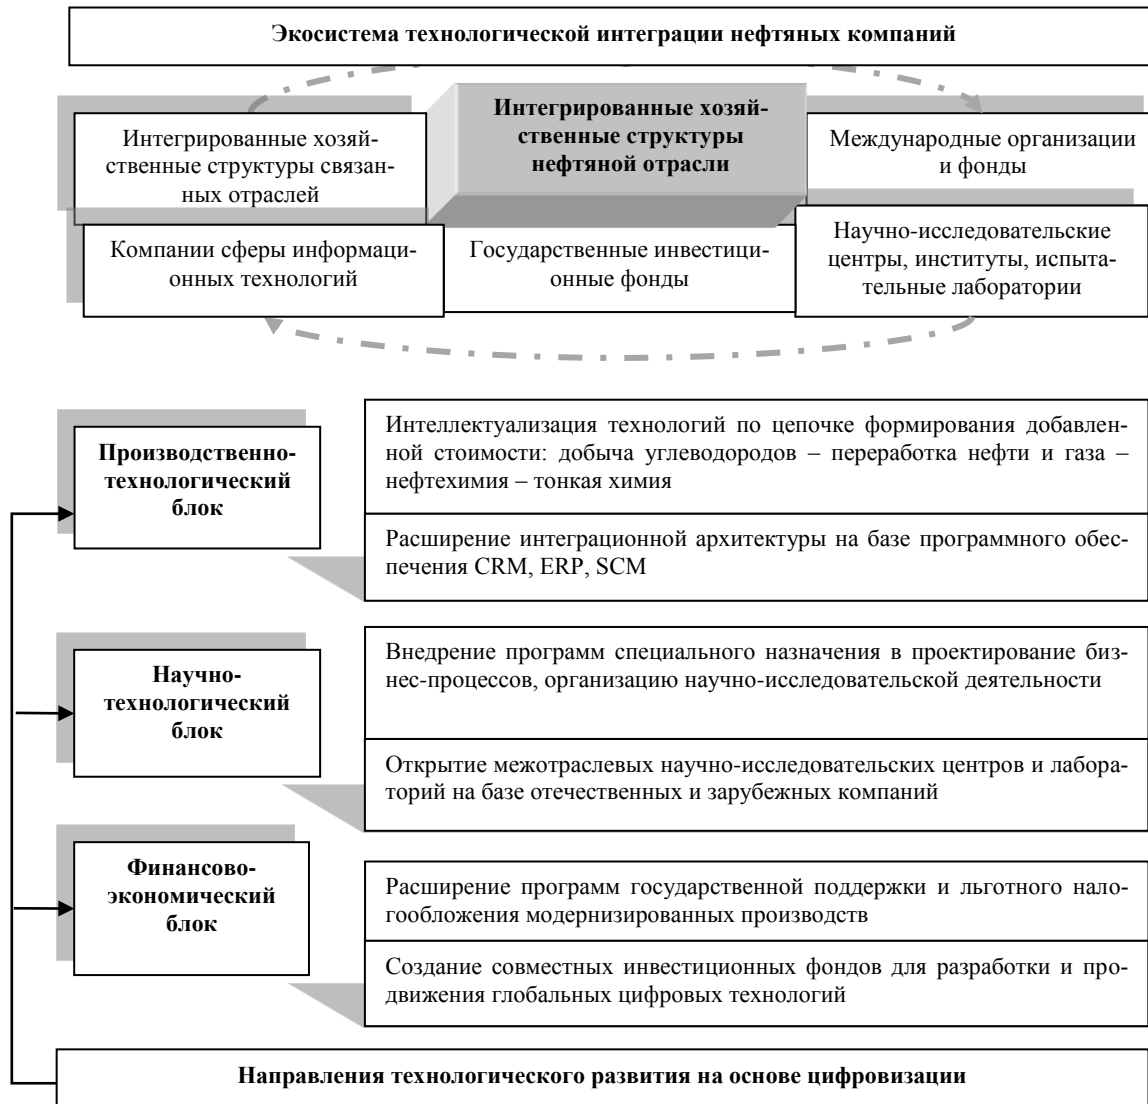 Экосистема технологической интеграции нефтяных компаний
Интегрированные хозяй-
ственные структуры связан-
ных отраслей
Интегрированные хозяй-
ственные структуры
нефтяной отрасли
Международные организации
и фонды
Компании сферы информаци-
онных технологий
Государственные инвестици-
онные фонды
Научно-исследовательские
центры, институты, испыта-
тельные лаборатории
Производственно-
технологический
блок
Интеллектуализация технологий по цепочке формирования добавлен-
ной стоимости: добыча углеводородов – переработка нефти и газа –
нефтехимия – тонкая химия
Расширение интеграционной архитектуры на базе программного обес-
печения CRM, ERP, SCM
Научно-
технологический
блок
Внедрение программ специального назначения в проектирование биз-
нес-процессов, организацию научно-исследовательской деятельности
Открытие межотраслевых научно-исследовательских центров и лабора-
торий на базе отечественных и зарубежных компаний
Финансово-
экономический
блок
Расширение программ государственной поддержки и льготного нало-
гообложения модернизированных производств
Создание совместных инвестиционных фондов для разработки и про-
движения глобальных цифровых технологий
Направления технологического развития на основе цифровизации